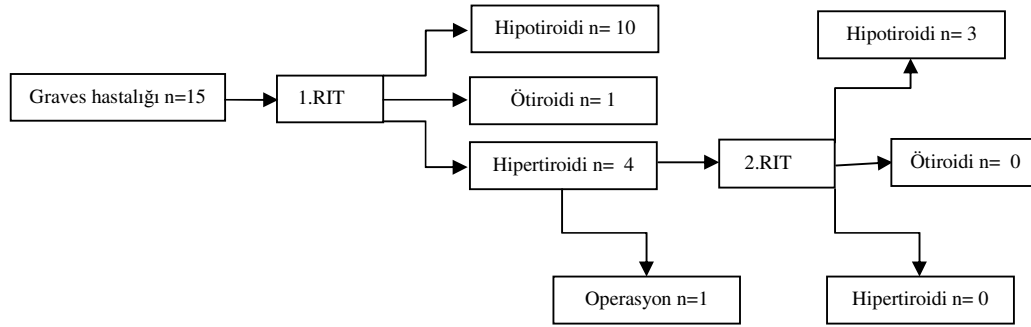 Hipotiroidi n= 10
Hipotiroidi n= 3
Graves hastalığı n=15
1.RIT
Ötiroidi n= 1
Hipertiroidi n=  4
2.RIT
Ötiroidi n=  0
Operasyon n=1
Hipertiroidi n= 0